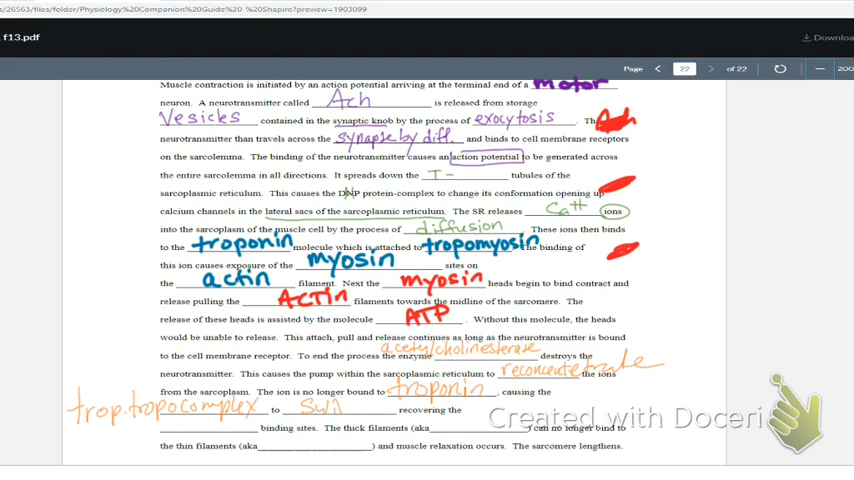 s/26563/files/folder/Physiology%20Companion%20Guide%20-%20Shapiro?preview=1903099
f13.pdf
Downloa
Page < 22 > of 22 ZOO
Muscle contraction is initiated by an action potential arriving at the terminal end of a motor
neuron. A neurotransmitter called Ach is released from storage
Vesicles contained in the synaptic knob by the process of exocytosis. Th Ach
neurotransmitter than travels across the synapse by diff. and binds to cell membrane receptors
on the sarcolemma. The binding of the neurotransmitter causes an action potential to be generated across
the entire sarcolemma in all directions. It spreads down the T- tubules of the
sarcoplasmic reticulum. This causes the DNP protein-complex to change its conformation opening up
calcium channels in the lateral sacs of the sarcoplasmic reticulum. The SR releases Ca++ ions
into the sarcoplasm of the muscle cell by the process of diffusion. These ions then binds
to the troponin molecule which is attached to tropomyosin. The binding of
this ion causes exposure of the myosin sites on
the actin filament. Next the myosin heads begin to bind contract and
release pulling the ACTin filaments towards the midline of the sarcomere. The
release of these heads is assisted by the molecule ATP. Without this molecule, the heads
would be unable to release. This attach, pull and release continues as long as the neurotransmitter is bound
to the cell membrane receptor. To end the process the enzyme acetylcholinesterase destroys the
neurotransmitter. This causes the pump within the sarcoplasmic reticulum to the ions
from the sarcoplasm. The ion is no longer bound to troponin, causing the
trop.tropocomplex to recovering the
binding sites. The thick filaments (aka ) can no longer bind to
the thin filaments (aka ) and muscle relaxation occurs. The sarcomere lengthens.
Created with Doceri